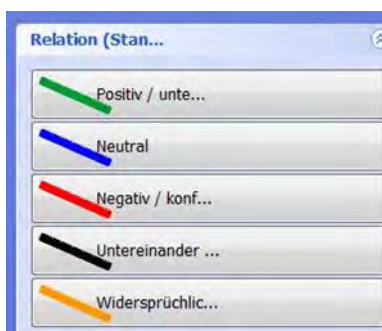 Relation (Stan...
Positiv / unte...
Neutral
Negativ / konf...
Untereinander ...
Widersprüchlic...